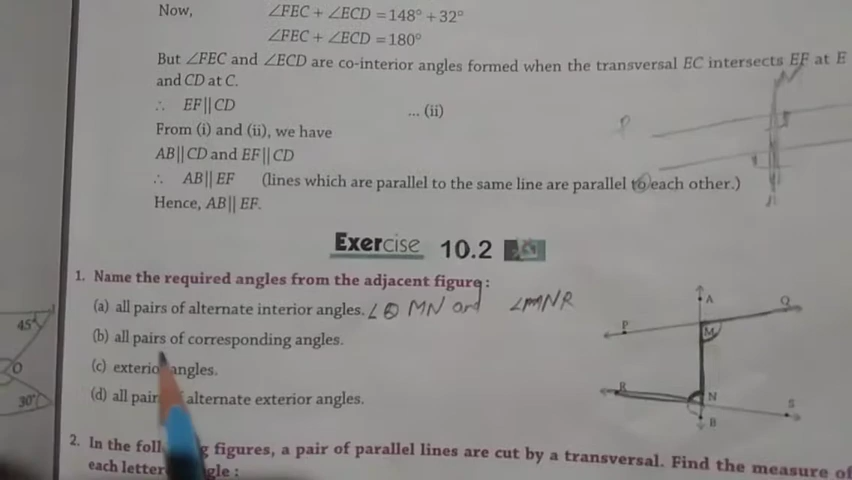 Now, ∠FEC + ∠ECD = 148° + 32°
∠FEC + ∠ECD = 180°
But ∠FEC and ∠ECD are co-interior angles formed when the transversal EC intersects EF at E
and CD at C.
∴ EF || CD ... (ii)
From (i) and (ii), we have
AB || CD and EF || CD
∴ AB || EF (lines which are parallel to the same line are parallel to each other.)
Hence, AB || EF.
P
Exercise 10.2
1. Name the required angles from the adjacent figure:
(a) all pairs of alternate interior angles. ∠QMN and ∠MNR
(b) all pairs of corresponding angles.
(c) exterio angles.
(d) all pair alternate exterior angles.
A
Q
P
M
R
N
S
B
45°
O
30°
2. In the foll g figures, a pair of parallel lines are cut by a transversal. Find the measure of
each letter gle :